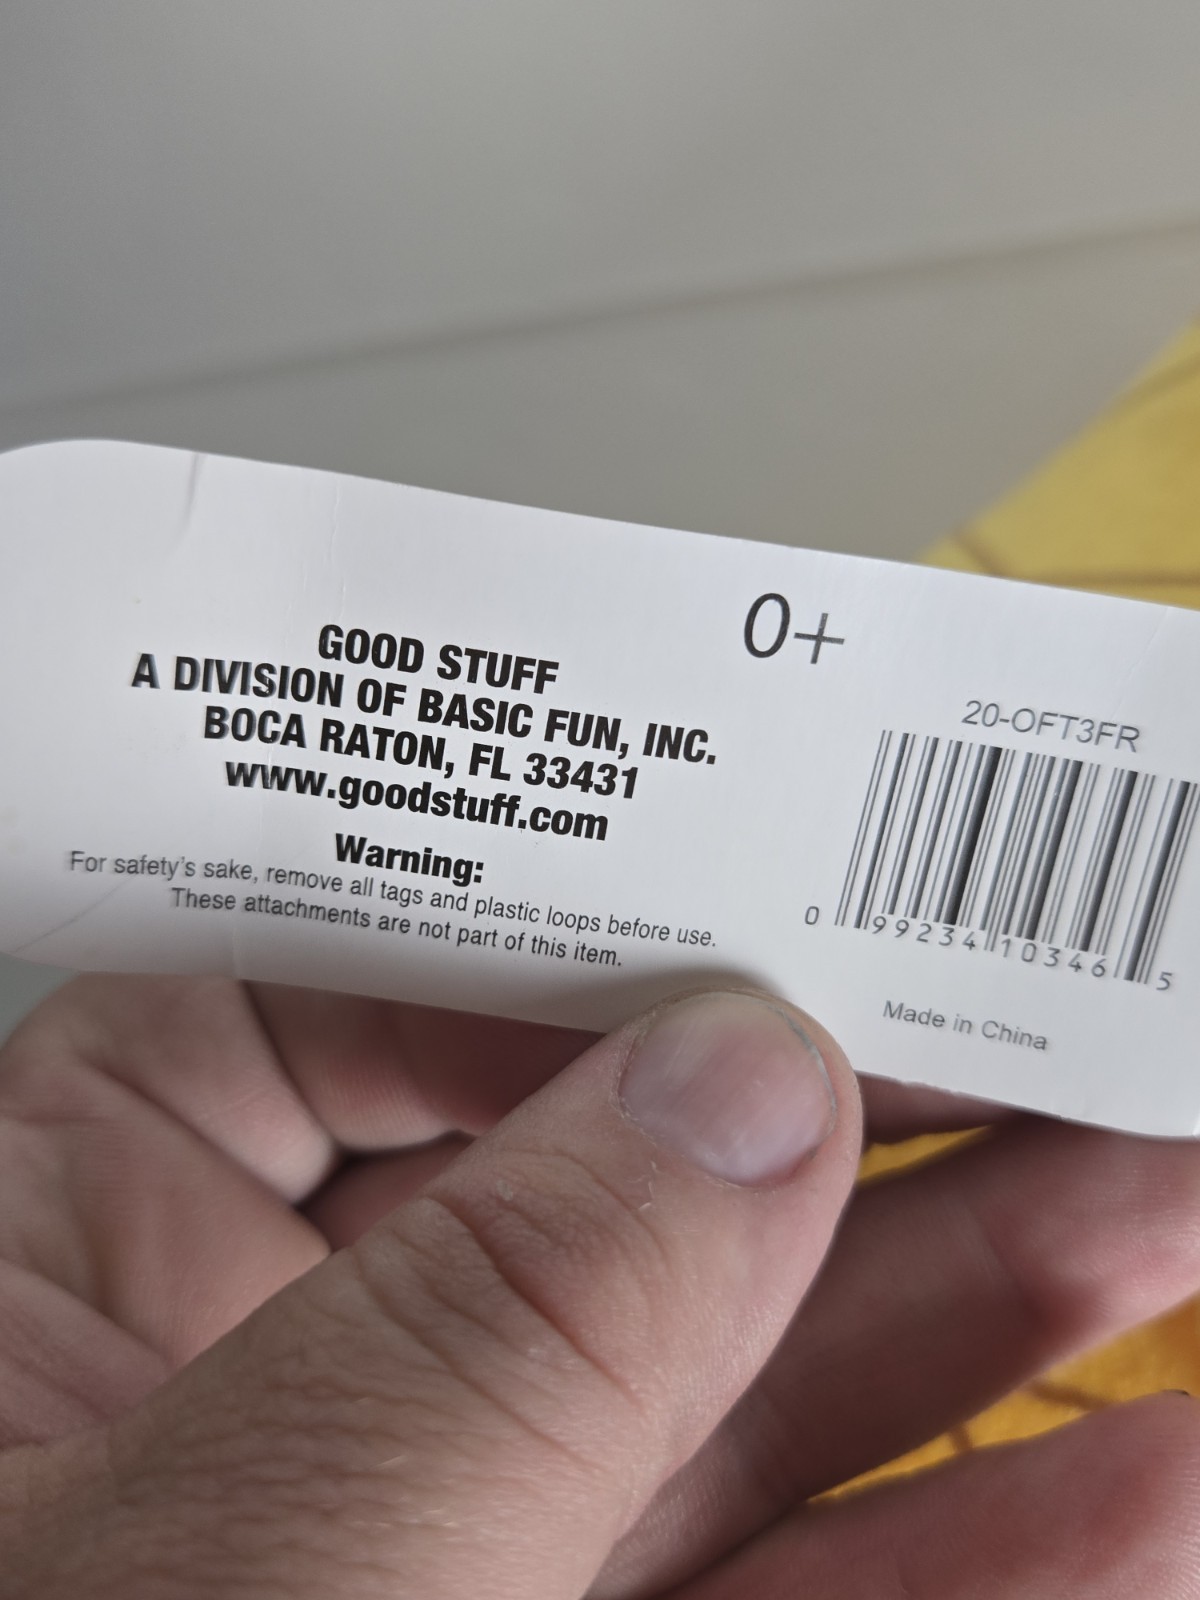 GOOD STUFF
A DIVISION OF BASIC FUN, INC.
BOCA RATON, FL 33431
www.goodstuff.com
Warning:
For safety's sake, remove all tags and plastic loops before use.
These attachments are not part of this item.
0+
20-OFT3FR
0 99234 10346 5
Made in China